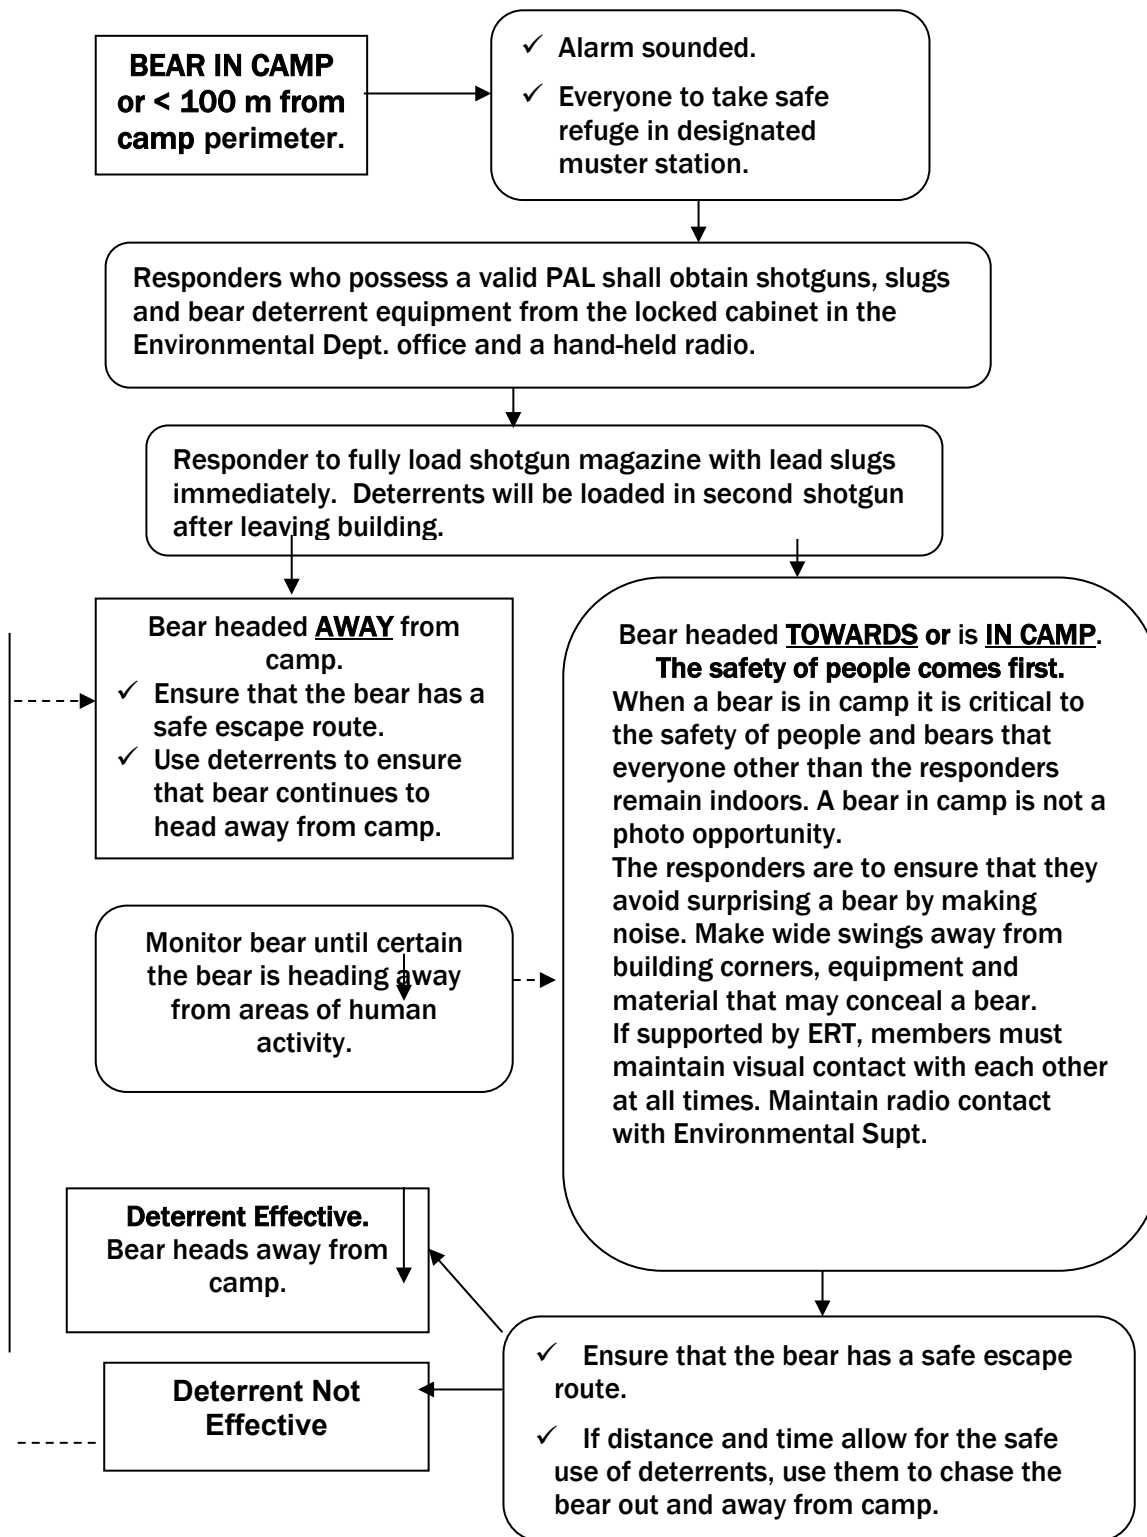 BEAR IN CAMP
or < 100 m from
camp perimeter.
✓ Alarm sounded.
✓ Everyone to take safe
refuge in designated
muster station.
Responders who possess a valid PAL shall obtain shotguns, slugs
and bear deterrent equipment from the locked cabinet in the
Environmental Dept. office and a hand-held radio.
Responder to fully load shotgun magazine with lead slugs
immediately. Deterrents will be loaded in second shotgun
after leaving building.
Bear headed AWAY from
camp.
✓ Ensure that the bear has a
safe escape route.
✓ Use deterrents to ensure
that bear continues to
head away from camp.
Bear headed TOWARDS or is IN CAMP.
The safety of people comes first.
When a bear is in camp it is critical to
the safety of people and bears that
everyone other than the responders
remain indoors. A bear in camp is not a
photo opportunity.
The responders are to ensure that they
avoid surprising a bear by making
noise. Make wide swings away from
building corners, equipment and
material that may conceal a bear.
If supported by ERT, members must
maintain visual contact with each other
at all times. Maintain radio contact
with Environmental Supt.
Monitor bear until certain
the bear is heading away
from areas of human
activity.
Deterrent Effective.
Bear heads away from
camp.
Deterrent Not
Effective
✓ Ensure that the bear has a safe escape
route.
✓ If distance and time allow for the safe
use of deterrents, use them to chase the
bear out and away from camp.